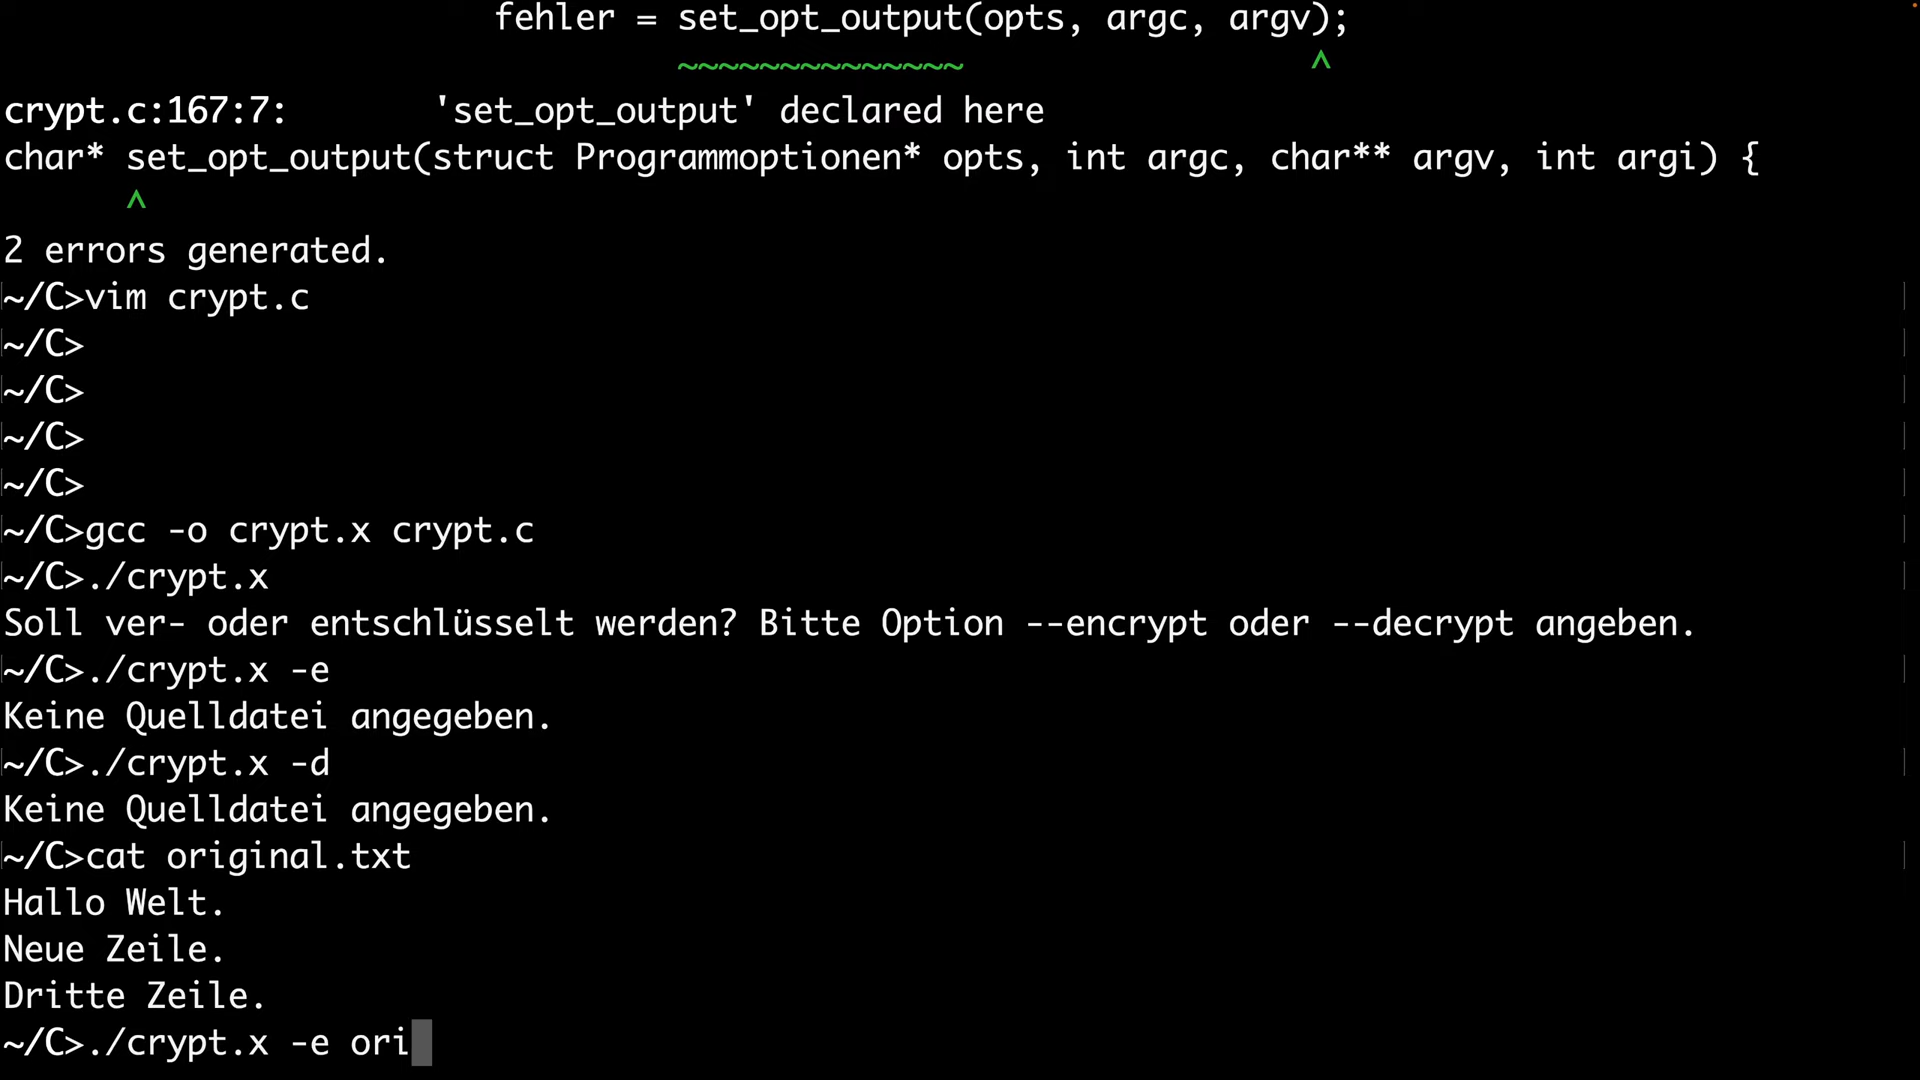 fehler = set_opt_output(opts, argc, argv);
~~~~~~~~~~~~~~ ^
crypt.c:167:7: 'set_opt_output' declared here
char* set_opt_output(struct Programmoptionen* opts, int argc, char** argv, int argi) {
^
2 errors generated.
~/C>vim crypt.c
~/C>
~/C>
~/C>
~/C>
~/C>gcc -o crypt.x crypt.c
~/C>./crypt.x
Soll ver- oder entschlüsselt werden? Bitte Option --encrypt oder --decrypt angeben.
~/C>./crypt.x -e
Keine Quelldatei angegeben.
~/C>./crypt.x -d
Keine Quelldatei angegeben.
~/C>cat original.txt
Hallo Welt.
Neue Zeile.
Dritte Zeile.
~/C>./crypt.x -e ori